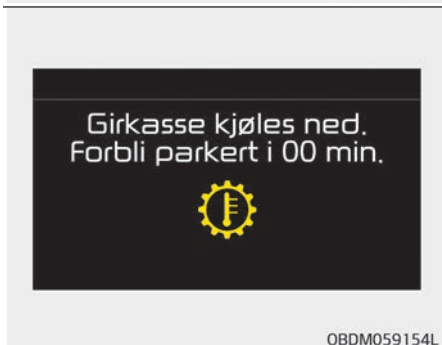 Girkasse kjøles ned.
Forbli parkert i 00 min.
OBDM059154L